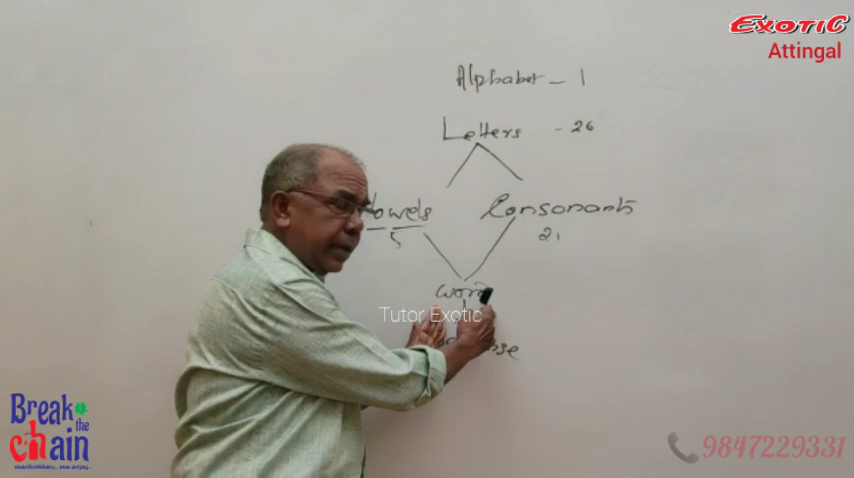 EXOTIC
Attingal
Alphabet - 1
Letters - 26
Vowels Consonants
5 21
word
Tutor Exotic
Break
the
chain
9847229331